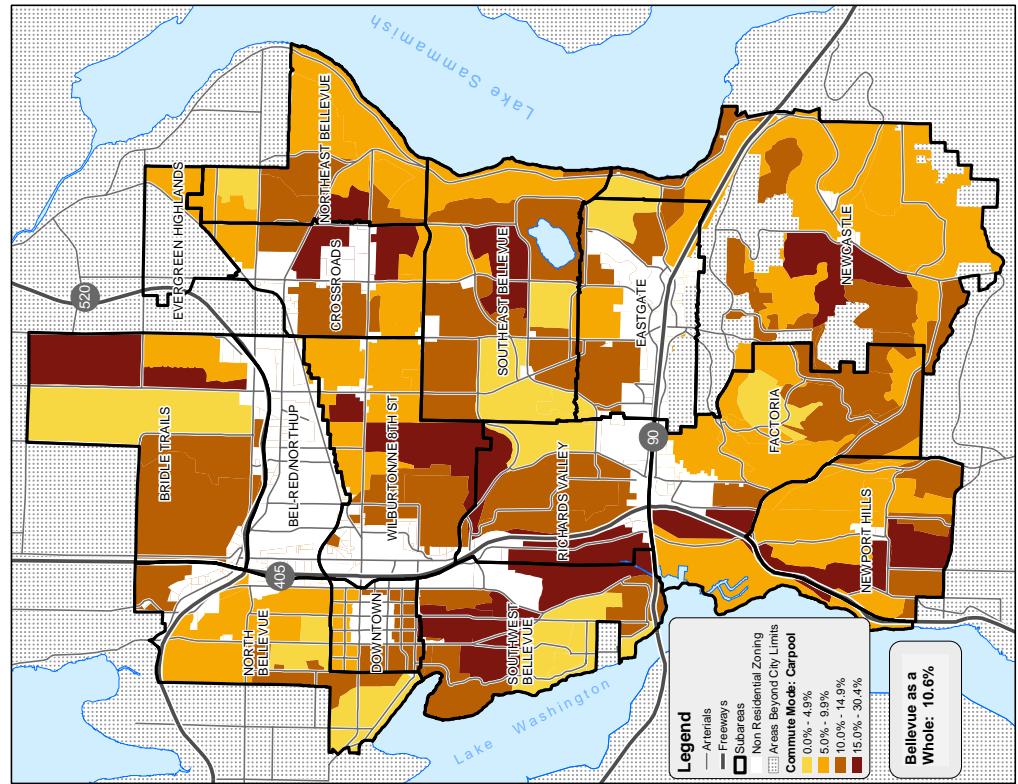 Lake Sammamish
520
EVERGREEN HIGHLANDS
NORTHEAST BELLEVUE
BRIDLE TRAILS
BEL-RED/NORTHUP
CROSSROADS
WILBURTON/NE 8TH ST
SOUTHEAST BELLEVUE
405
NORTH
BELLEVUE
DOWNTOWN
RICHARDS VALLEY
EASTGATE
SOUTHWEST
BELLEVUE
90
FACTORIA
NEWCASTLE
NEWPORT HILLS
Lake Washington
Legend
Arterials
Freeways
Subareas
Non Residential Zoning
Areas Beyond City Limits
Commute Mode: Carpool
0.0% - 4.9%
5.0% - 9.9%
10.0% - 14.9%
15.0% - 30.4%
Bellevue as a
Whole: 10.6%